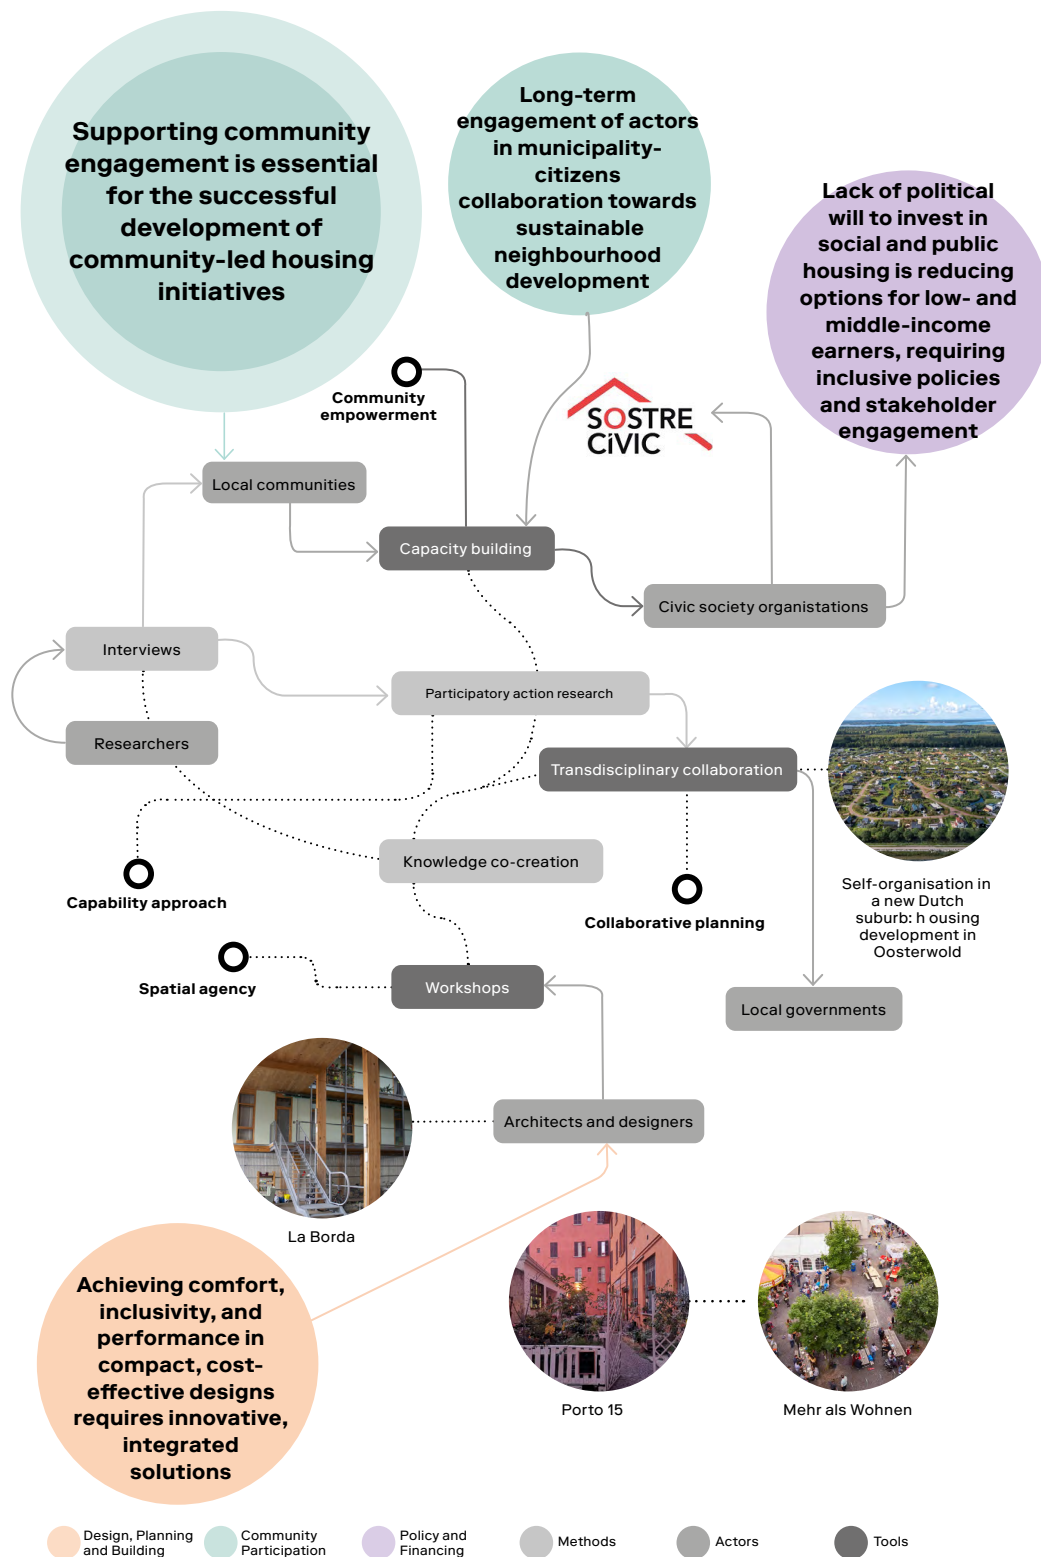 Supporting community
engagement is essential
for the successful
development of
community-led housing
initiatives
Long-term
engagement of actors
in municipality-
citizens
collaboration towards
sustainable
neighbourhood
development
Lack of political
will to invest in
social and public
housing is reducing
options for low- and
middle-income
earners, requiring
inclusive policies
and stakeholder
engagement
Community
empowerment
SOSTRE
CiVIC
Local communities
Capacity building
Civic society organistations
Interviews
Participatory action research
Researchers
Transdisciplinary collaboration
Knowledge co-creation
Capability approach
Collaborative planning
Self-organisation in
a new Dutch
suburb: h ousing
development in
Oosterwold
Spatial agency
Workshops
Local governments
Architects and designers
La Borda
Achieving comfort,
inclusivity, and
performance in
compact, cost-
effective designs
requires innovative,
integrated
solutions
Porto 15
Mehr als Wohnen
Design, Planning
and Building
Community
Participation
Policy and
Financing
Methods
Actors
Tools